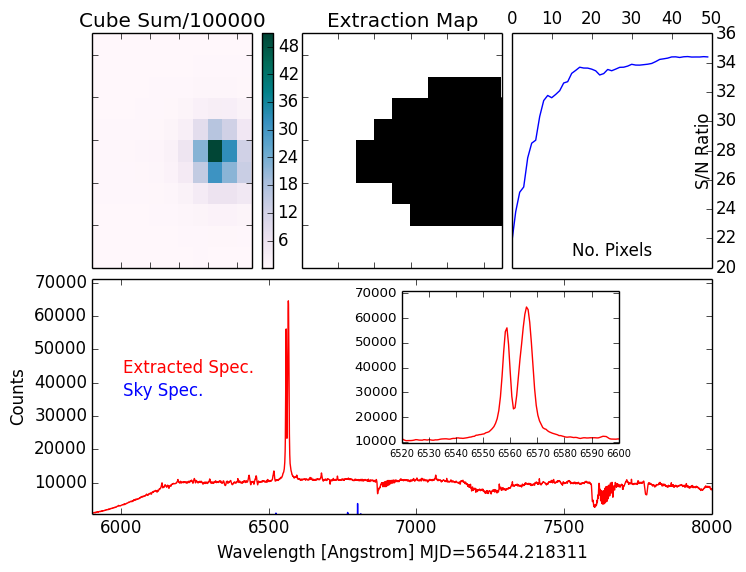 Cube Sum/100000
48
42
36
30
24
18
12
6
Extraction Map
0 10 20 30 40 50
36
34
32
30
28
26
24
22
20
S/N Ratio
No. Pixels
70000
60000
50000
40000
30000
20000
10000
Counts
Extracted Spec.
Sky Spec.
70000
60000
50000
40000
30000
20000
10000
6520 6530 6540 6550 6560 6570 6580 6590 6600
6000 6500 7000 7500 8000
Wavelength [Angstrom] MJD=56544.218311